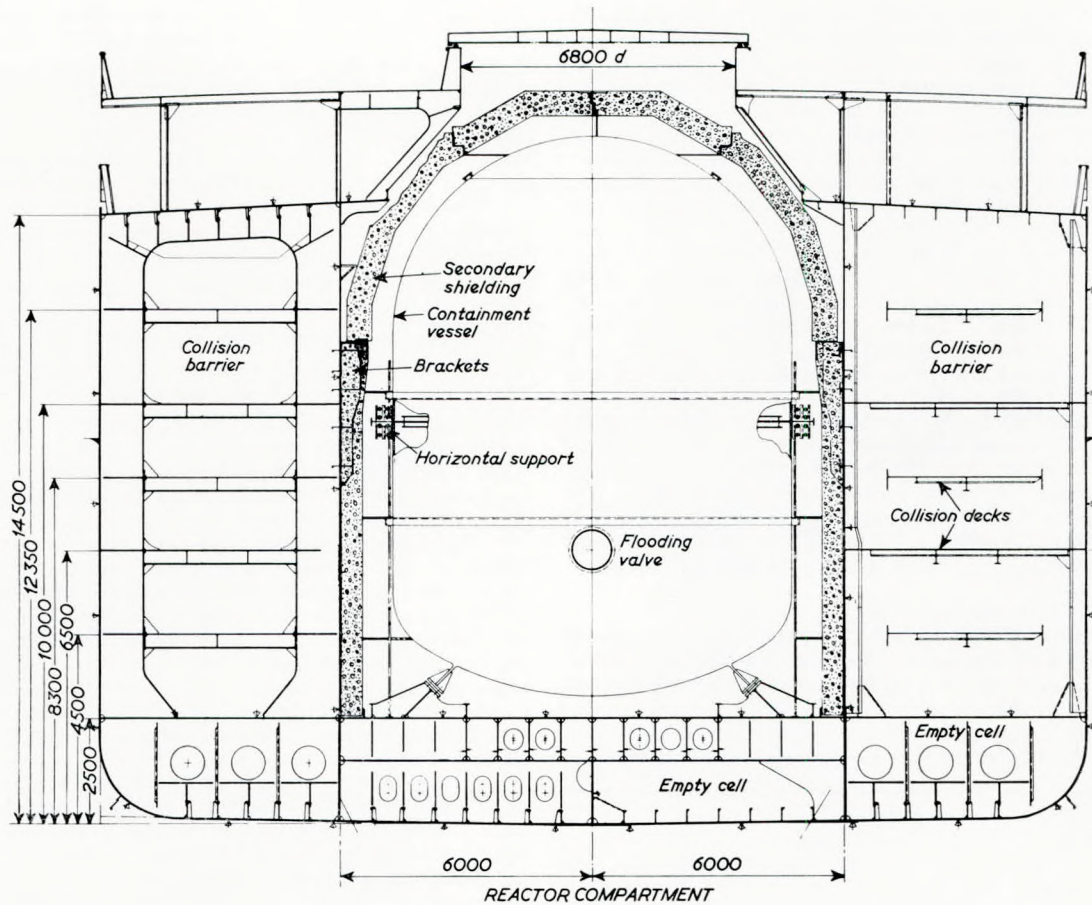 6800 d
Secondary
shielding
Containment
vessel
Collision
barrier
Collision
barrier
Brackets
Horizontal support
Collision decks
Flooding
valve
14500
12350
10000
8300
6500
4500
2500
Empty cell
Empty cell
6000
6000
REACTOR COMPARTMENT